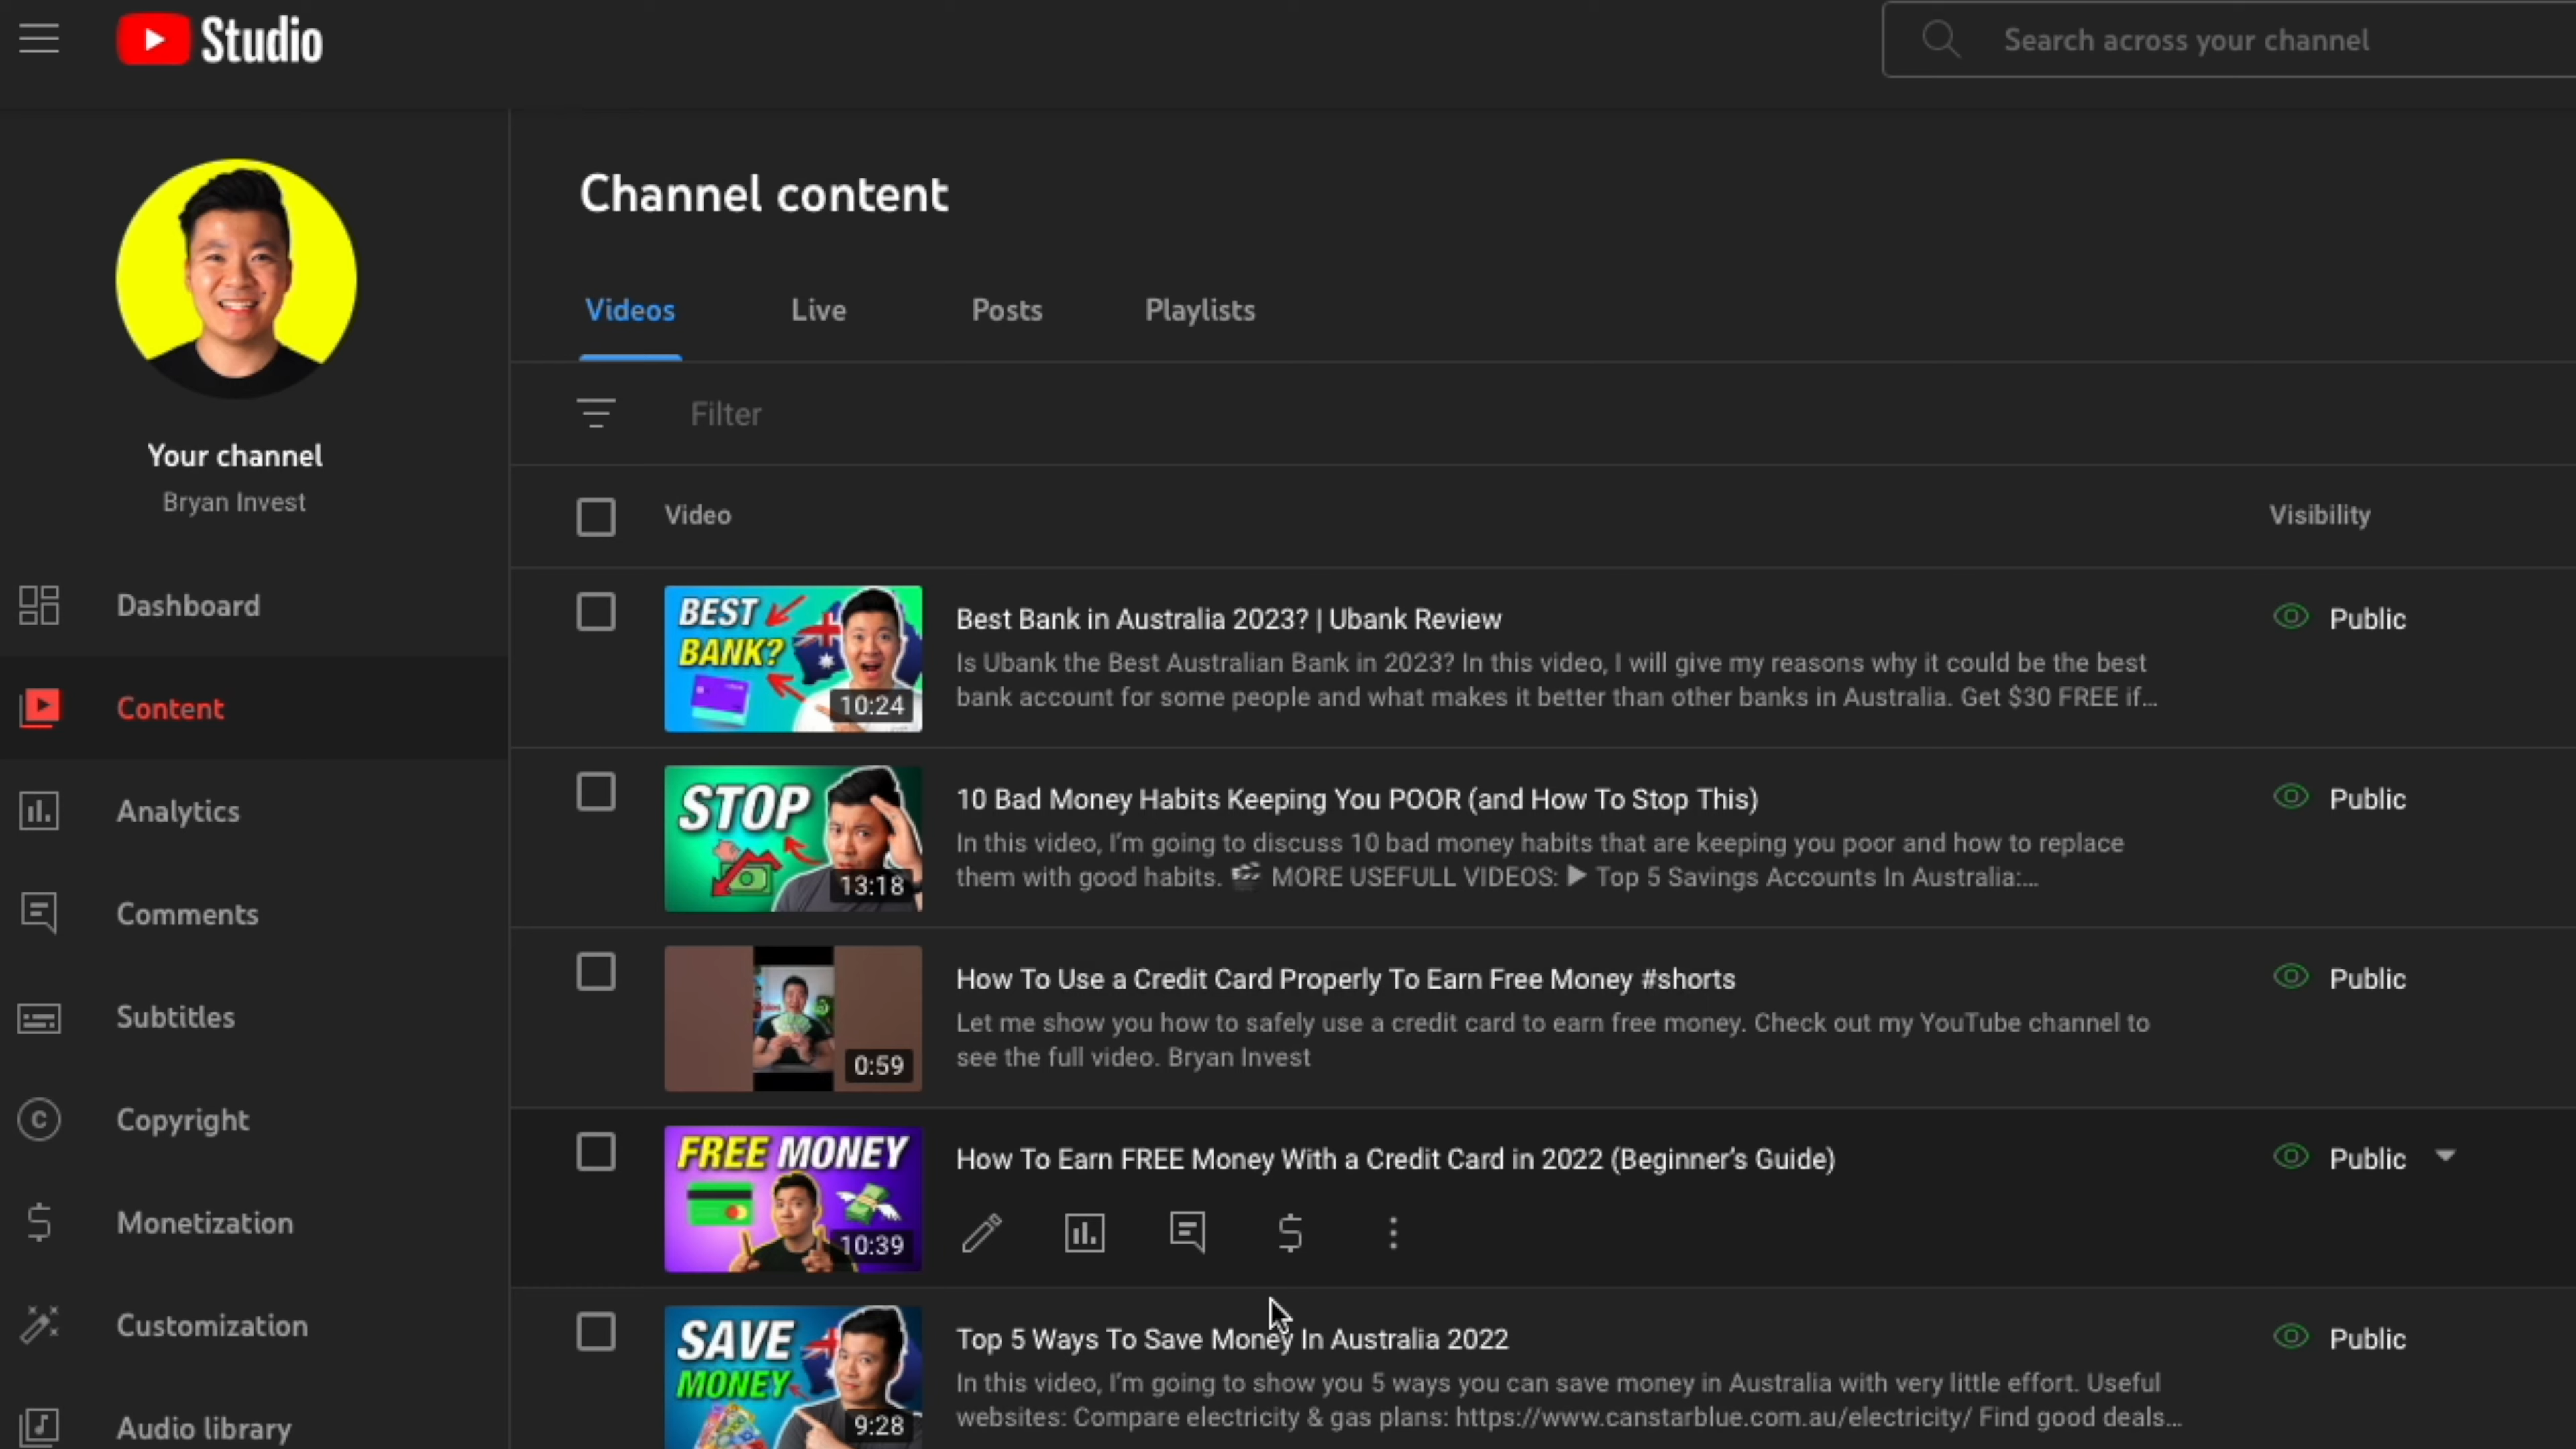 Studio
Search across your channel
Channel content
Videos
Live
Posts
Playlists
Filter
Your channel
Bryan Invest
Video
Visibility
Dashboard
Content
Analytics
Comments
Subtitles
Copyright
Monetization
Customization
Audio library
BEST
BANK?
10:24
Best Bank in Australia 2023? | Ubank Review
Is Ubank the Best Australian Bank in 2023? In this video, I will give my reasons why it could be the best
bank account for some people and what makes it better than other banks in Australia. Get $30 FREE if...
Public
STOP
13:18
10 Bad Money Habits Keeping You POOR (and How To Stop This)
In this video, I'm going to discuss 10 bad money habits that are keeping you poor and how to replace
them with good habits. 🎬 MORE USEFULL VIDEOS: ▶ Top 5 Savings Accounts In Australia:...
Public
0:59
How To Use a Credit Card Properly To Earn Free Money #shorts
Let me show you how to safely use a credit card to earn free money. Check out my YouTube channel to
see the full video. Bryan Invest
Public
FREE MONEY
10:39
How To Earn FREE Money With a Credit Card in 2022 (Beginner's Guide)
Public
SAVE
MONEY
9:28
Top 5 Ways To Save Money In Australia 2022
In this video, I'm going to show you 5 ways you can save money in Australia with very little effort. Useful
websites: Compare electricity & gas plans: https://www.canstarblue.com.au/electricity/ Find good deals...
Public